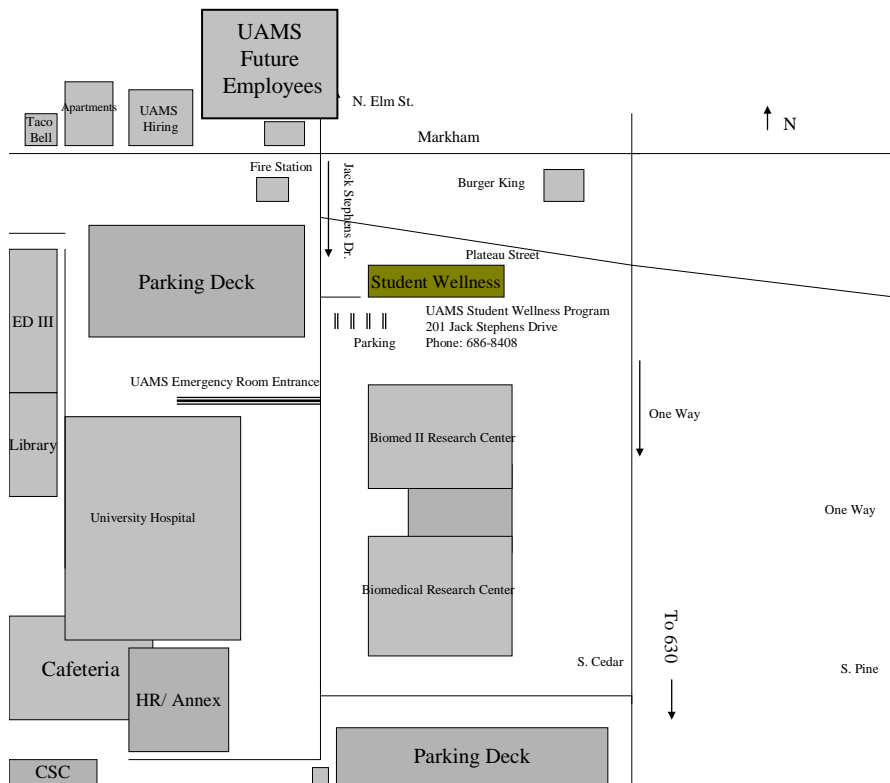 UAMS
Future
Employees
N. Elm St.
Apartments
UAMS
Hiring
Taco
Bell
Markham
N
Fire Station
Jack Stephens Dr.
Burger King
Plateau Street
Parking Deck
Student Wellness
ED III
UAMS Student Wellness Program
201 Jack Stephens Drive
Phone: 686-8408
Parking
UAMS Emergency Room Entrance
One Way
Library
Biomed II Research Center
University Hospital
One Way
Biomedical Research Center
To 630
S. Cedar
S. Pine
Cafeteria
HR/ Annex
Parking Deck
CSC